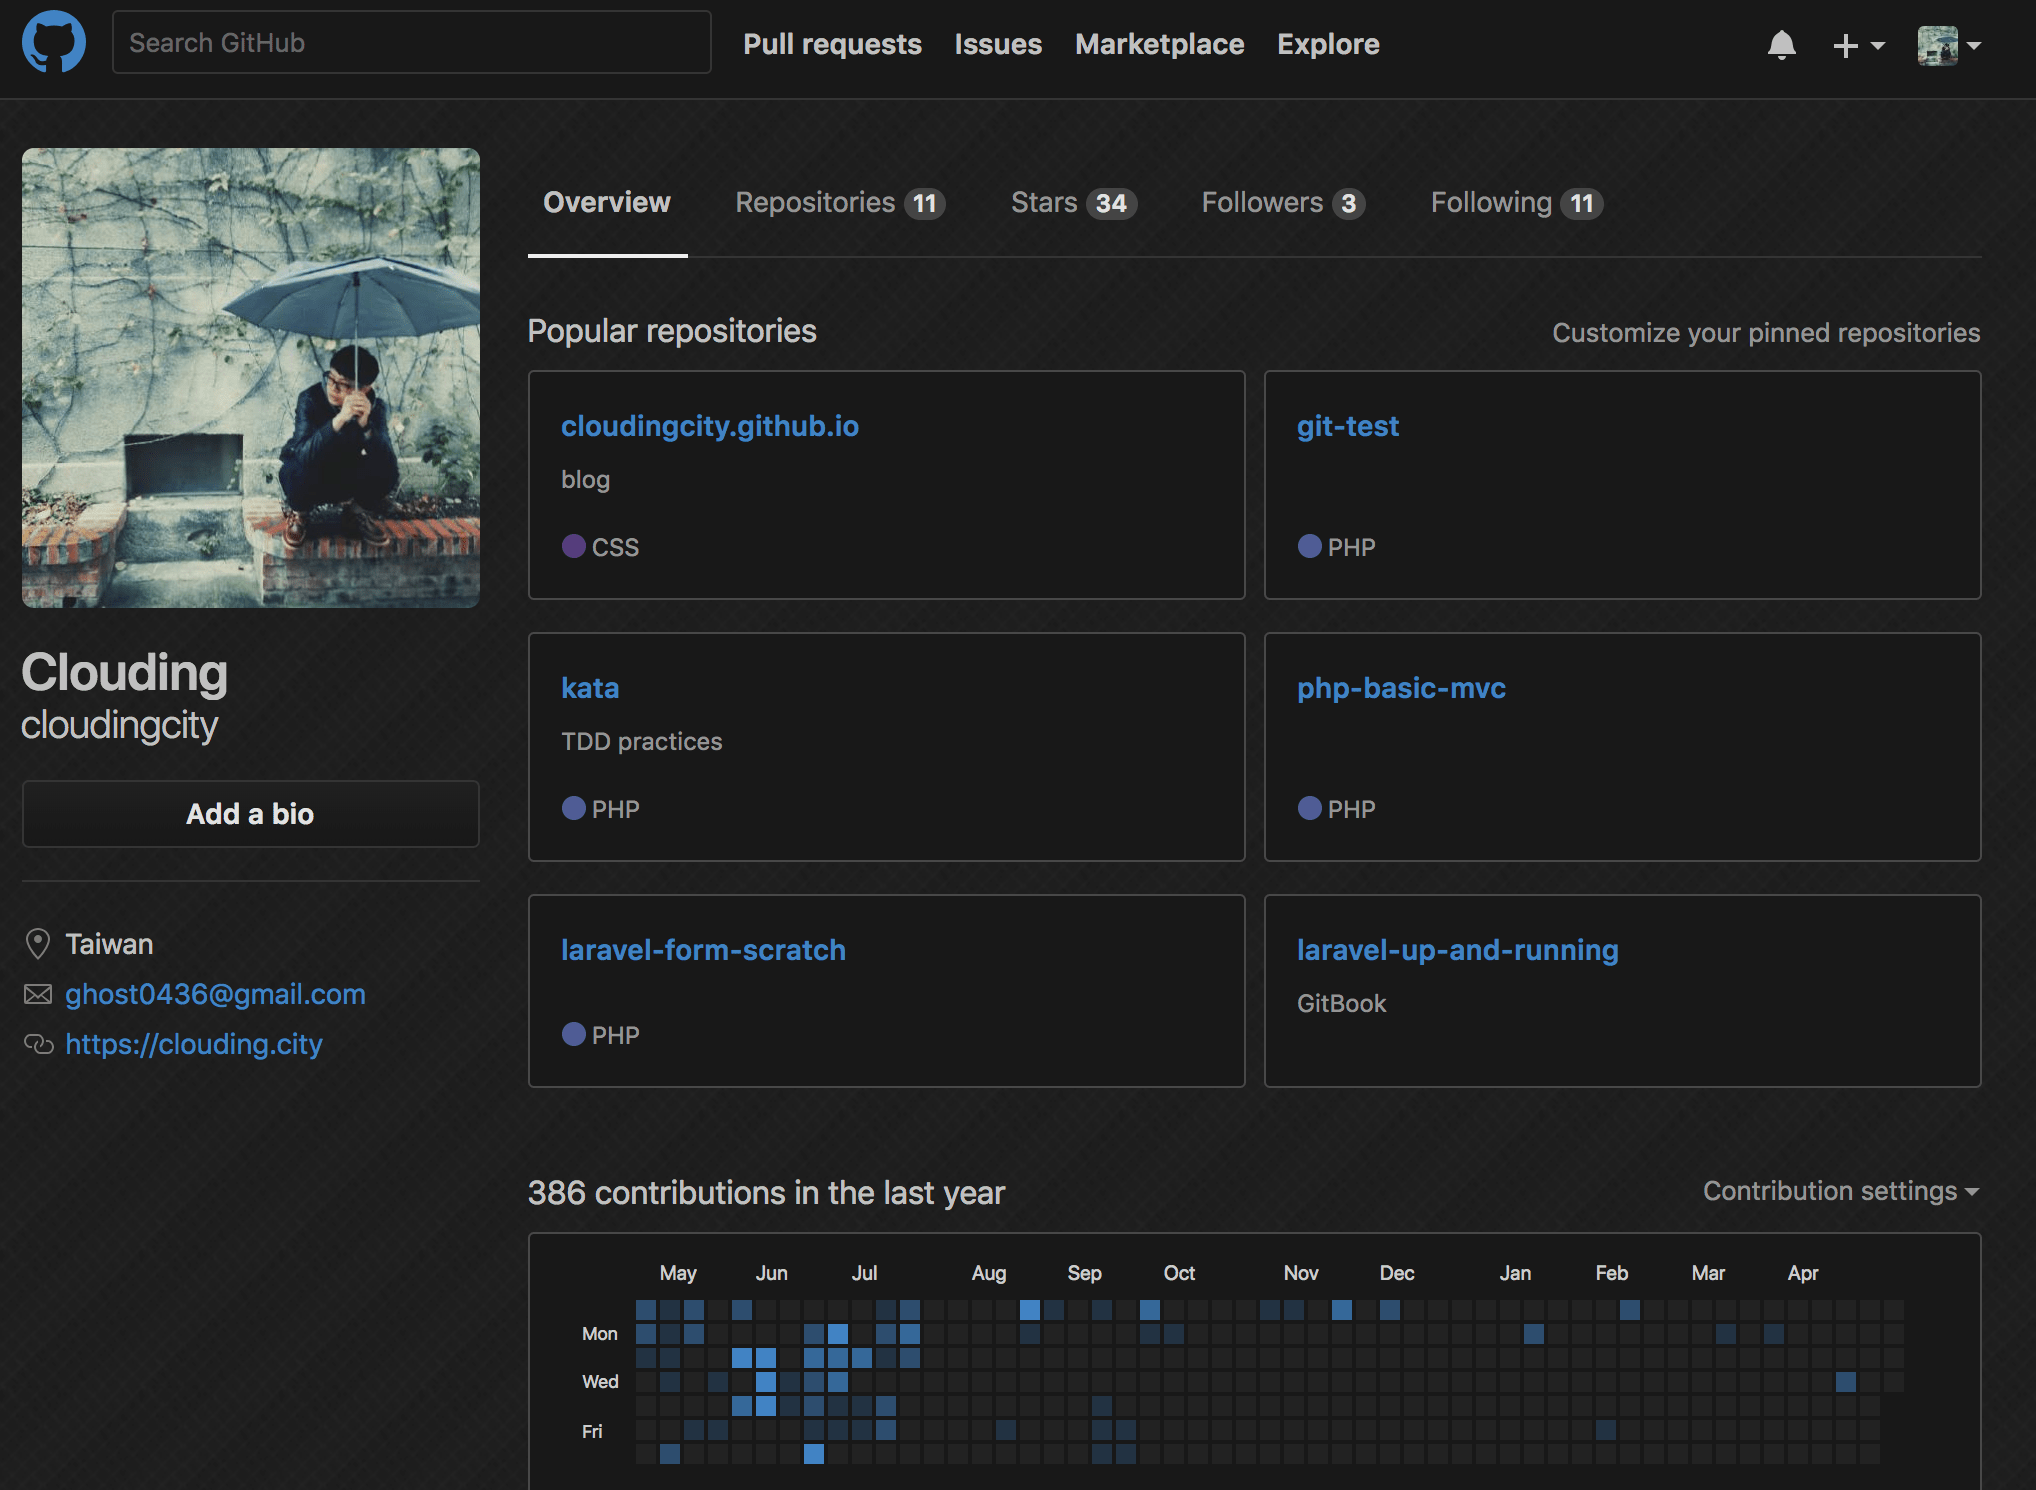 Search GitHub
Pull requests Issues Marketplace Explore
Overview Repositories 11 Stars 34 Followers 3 Following 11
Popular repositories
Customize your pinned repositories
cloudingcity.github.io
blog
CSS
git-test
PHP
kata
TDD practices
PHP
php-basic-mvc
PHP
laravel-form-scratch
PHP
laravel-up-and-running
GitBook
Clouding
cloudingcity
Add a bio
Taiwan
ghost0436@gmail.com
https://clouding.city
386 contributions in the last year
Contribution settings
May Jun Jul Aug Sep Oct Nov Dec Jan Feb Mar Apr
Mon
Wed
Fri